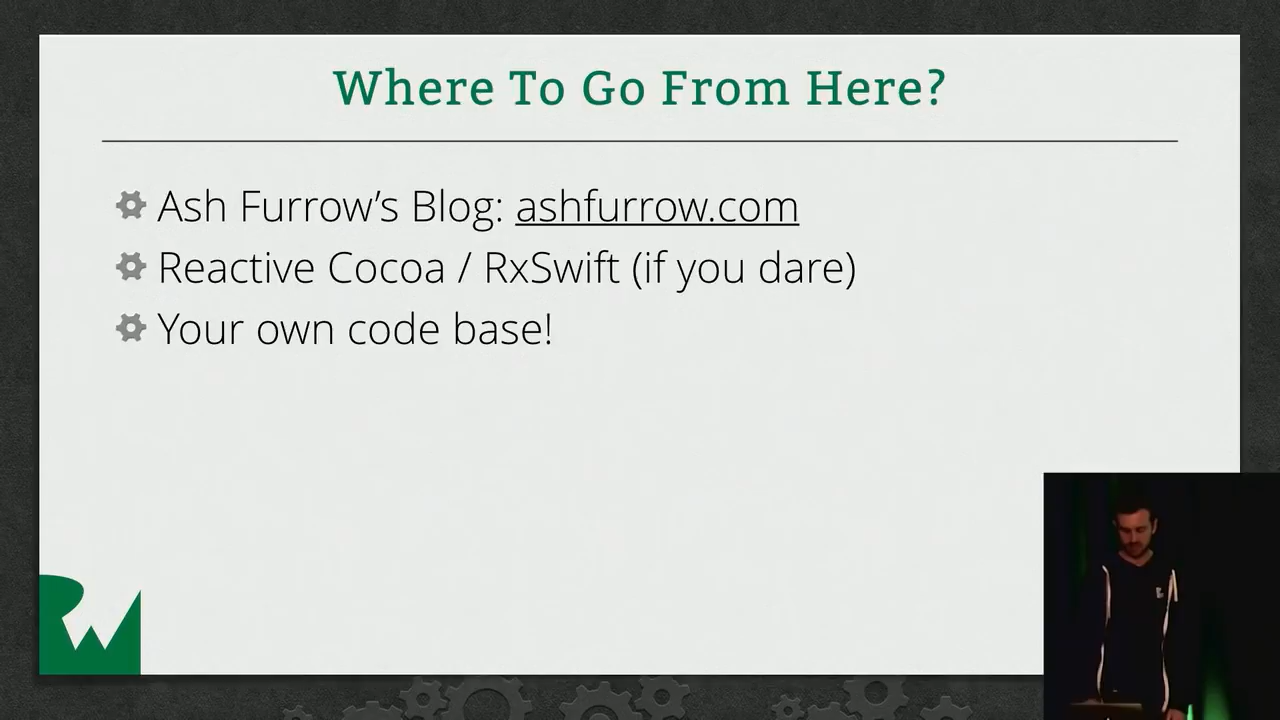 Where To Go From Here?
Ash Furrow’s Blog: ashfurrow.com
Reactive Cocoa / RxSwift (if you dare)
Your own code base!
RW